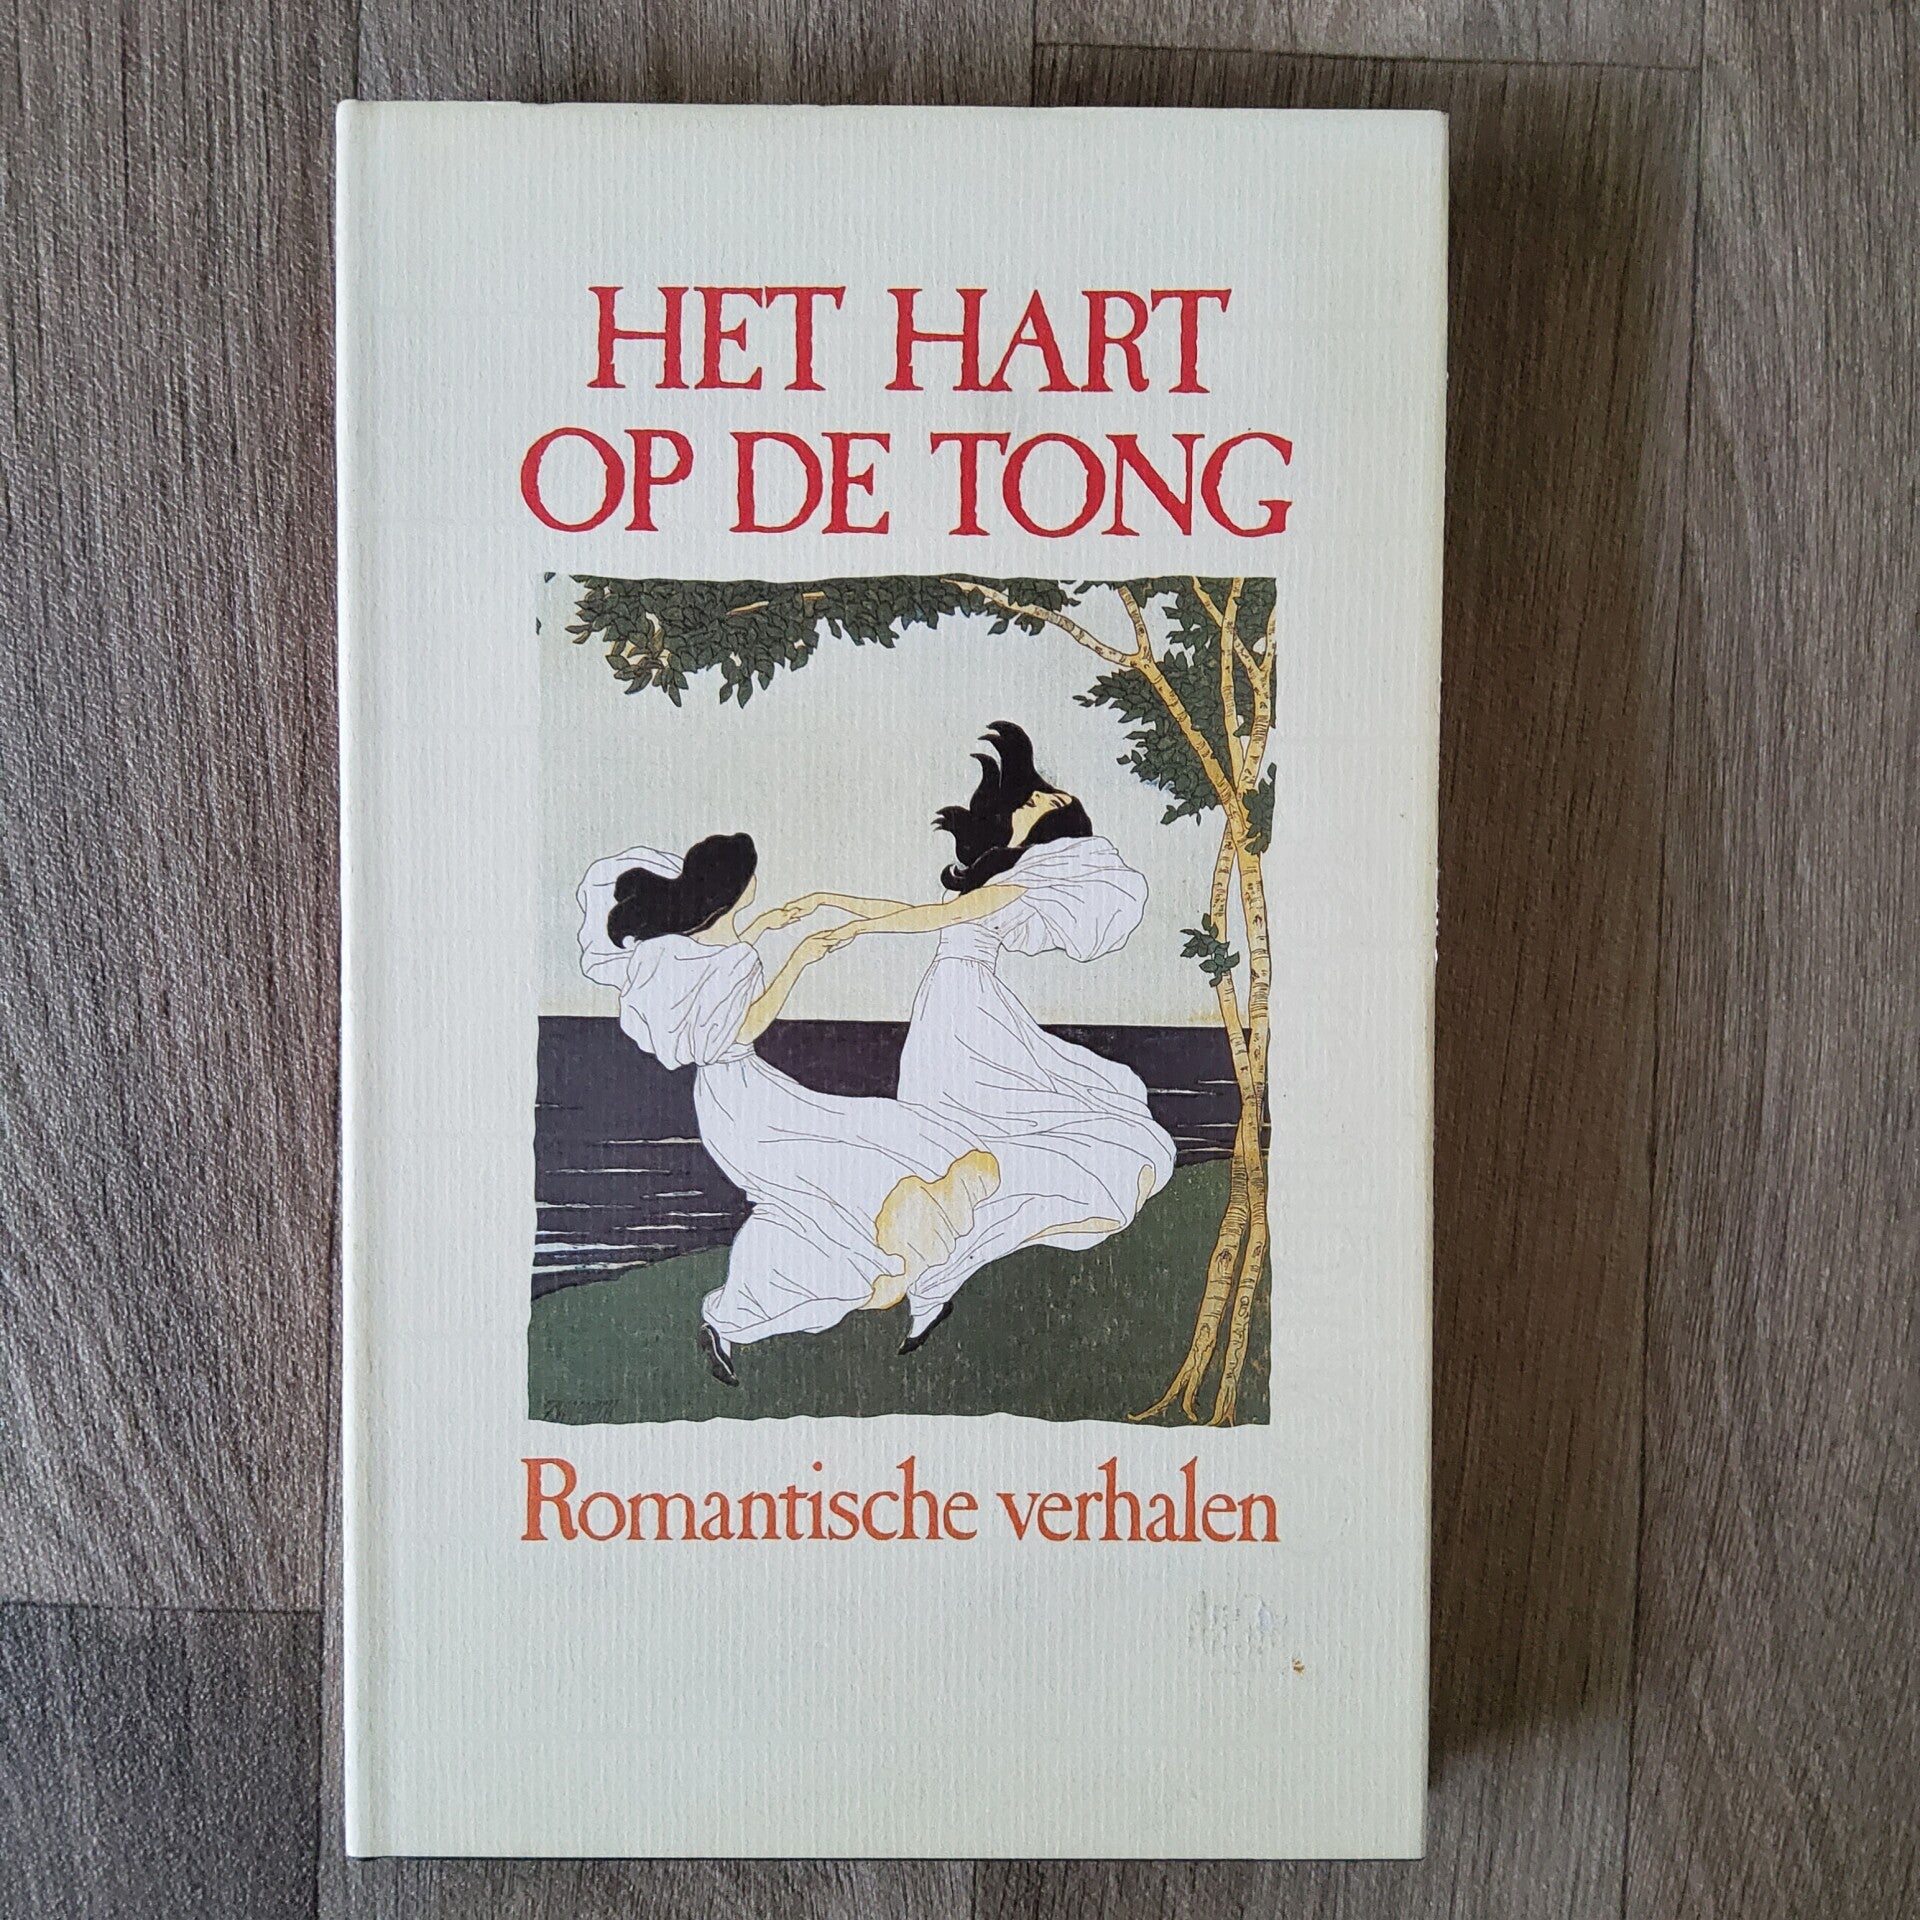 HET HART
OP DE TONG
Romantische verhalen